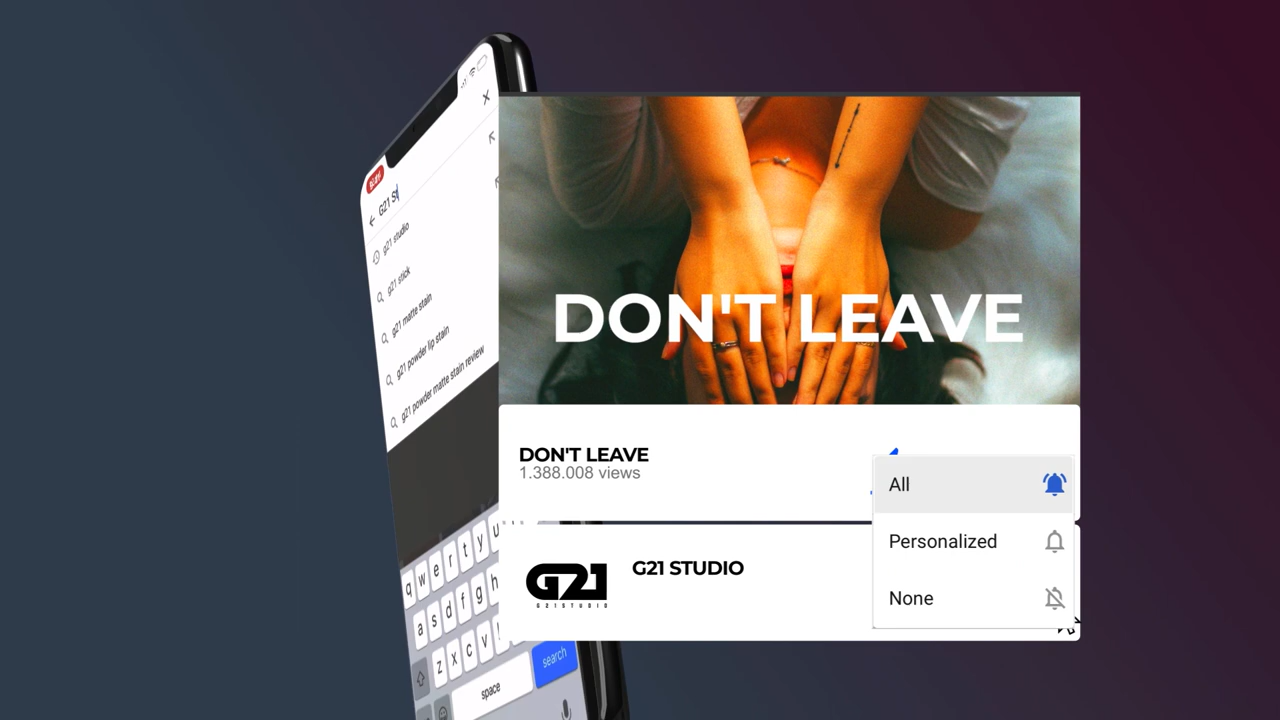 G21 St
g21 studio
g21 stick
g21 matte stain
g21 powder lip stain
g21 powder matte stain review
q w e r t y u
a s d f g h
z x c v
space
search
DON'T LEAVE
DON'T LEAVE
1.388.008 views
All
Personalized
None
G21
G21STUDIO
G21 STUDIO